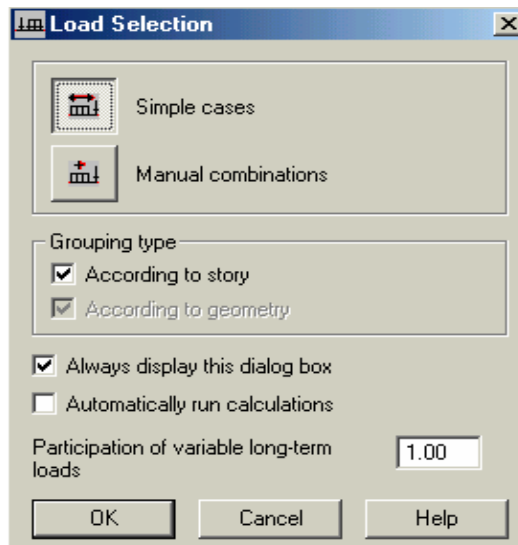 Load Selection
Simple cases
Manual combinations
Grouping type
According to story
According to geometry
Always display this dialog box
Automatically run calculations
Participation of variable long-term
loads
1.00
OK
Cancel
Help